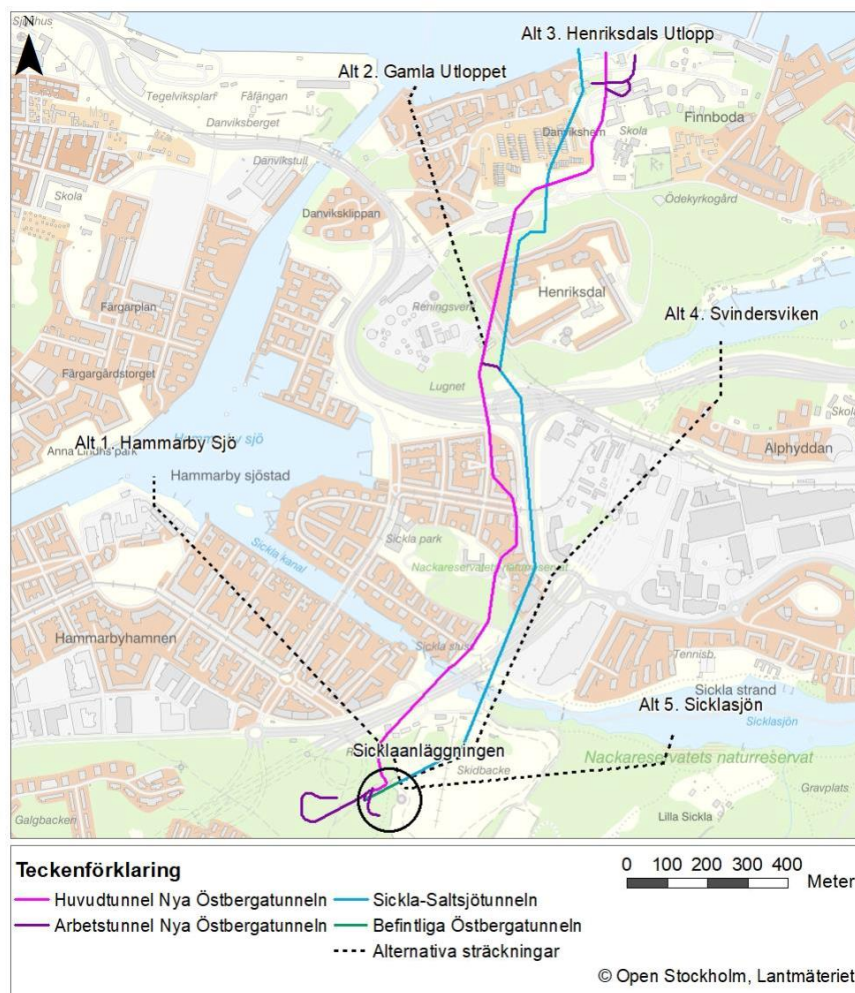 N
Alt 3. Henriksdals Utlopp
Alt 2. Gamla Utloppet
Tegelviksplan
Fåfängan
Danviksberget
Danvikstull
Finnboda
Danvikshem
Skola
Skola
Ödekyrkogård
Danviksklippan
Henriksdal
Färgarplan
Alt 4. Svindersviken
Färgargårdstorget
Lugnet
Alt 1. Hammarby Sjö
Hammarby sjö
Anna Lindhs park
Alphyddan
Hammarby sjöstad
Sickla park
Sickla kanal
Nackareservatets naturreservat
Hammarbyhamnen
Sickla sluss
Tennisb.
Sickla strand
Alt 5. Sicklasjön
Sicklasjön
Sicklaanläggningen
Nackareservatets naturreservat
Skidbacke
Gravplats
Galgbacken
Lilla Sickla
Teckenförklaring
Huvudtunnel Nya Östbergatunneln
Sickla-Saltsjötunneln
Arbetstunnel Nya Östbergatunneln
Befintliga Östbergatunneln
Alternativa sträckningar
0 100 200 300 400
Meter
© Open Stockholm, Lantmäteriet